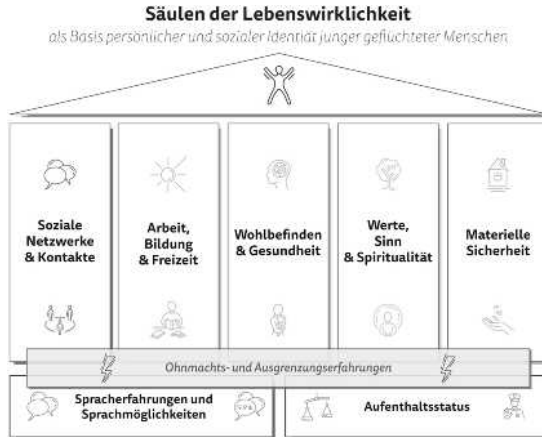 Säulen der Lebenswirklichkeit
als Basis persönlicher und sozialer Identiät junger geflüchteter Menschen
Soziale
Netzwerke
& Kontakte
Arbeit,
Bildung
& Freizeit
Wohlbefinden
& Gesundheit
Werte,
Sinn
& Spiritualität
Materielle
Sicherheit
Ohnmachts- und Ausgrenzungserfahrungen
Spracherfahrungen und
Sprachmöglichkeiten
Aufenthaltsstatus